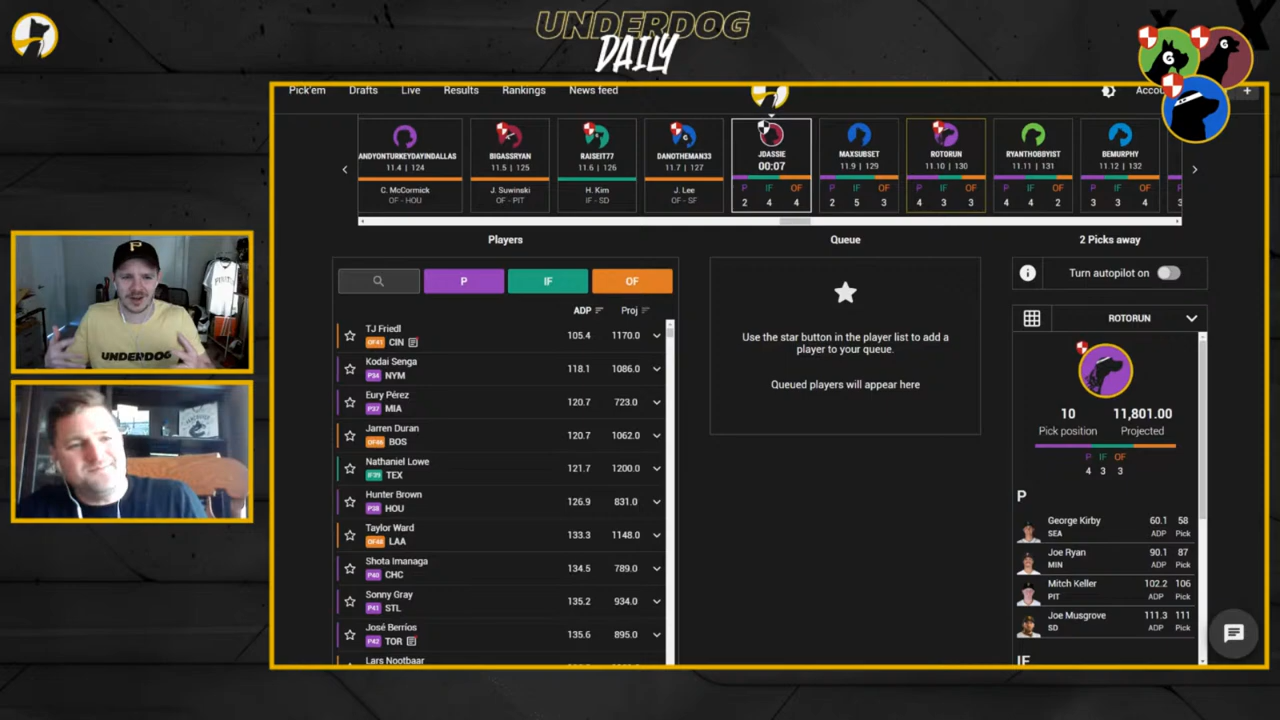 UNDERDOG
DAILY
Pick'em Drafts Live Results Rankings News feed
ANDYONTURKEYDAYINDALLAS
11.4 | 124
C. McCormick
OF - HOU
BIGASSRYAN
11.5 | 125
J. Suwinski
OF - PIT
RAISEIT77
11.6 | 126
H. Kim
IF - SD
DANOTHEMAN33
11.7 | 127
J. Lee
OF - SF
JDASSIE
00:07
P IF OF
2 4 4
MAXSUBSET
11.9 | 129
P IF OF
2 5 3
ROTORUN
11.10 | 130
P IF OF
4 3 3
RYANTHOBBYIST
11.11 | 131
P IF OF
4 4 2
BEMURPHY
11.12 | 132
P IF OF
3 3 4
Players
P IF OF
ADP Proj
TJ Friedl
OF41 CIN
105.4 1170.0
Kodai Senga
P34 NYM
118.1 1086.0
Eury Pérez
P37 MIA
120.7 723.0
Jarren Duran
BOS
120.7 1062.0
Nathaniel Lowe
IF39 TEX
121.7 1200.0
Hunter Brown
HOU
126.9 831.0
Taylor Ward
LAA
133.3 1148.0
Shota Imanaga
P40 CHC
134.5 789.0
Sonny Gray
P41 STL
135.2 934.0
José Berríos
P42 TOR
135.6 895.0
Lars Nootbaar
Queue
Use the star button in the player list to add a
player to your queue.
Queued players will appear here
2 Picks away
Turn autopilot on
ROTORUN
10 11,801.00
Pick position Projected
P IF OF
4 3 3
P
George Kirby 60.1 58
SEA ADP Pick
Joe Ryan 90.1 87
MIN ADP Pick
Mitch Keller 102.2 106
PIT ADP Pick
Joe Musgrove 111.3 111
SD ADP Pick
IF
P
UNDERDOG